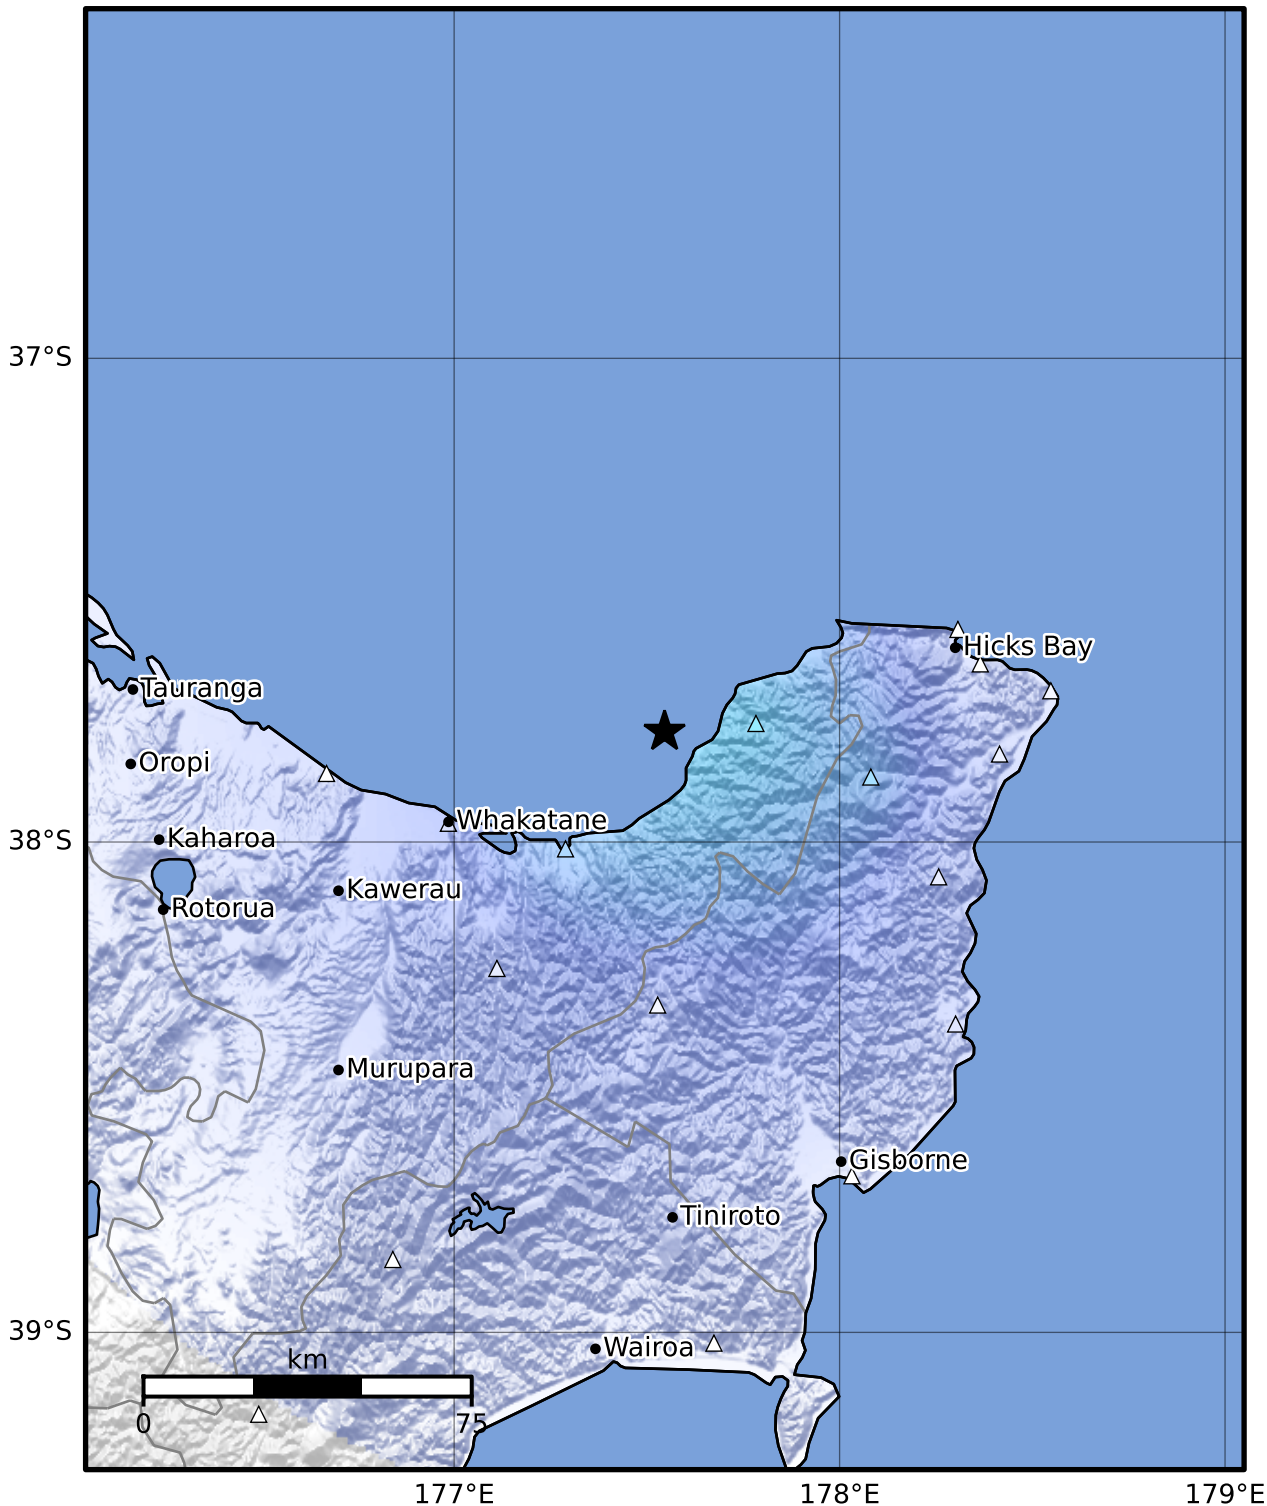 37°S
Hicks Bay
Tauranga
Oropi
Whakatane
38°S
Kaharoa
Kawerau
Rotorua
Murupara
Gisborne
Tiniroto
39°S
Wairoa
km
0 75
177°E 178°E 179°E